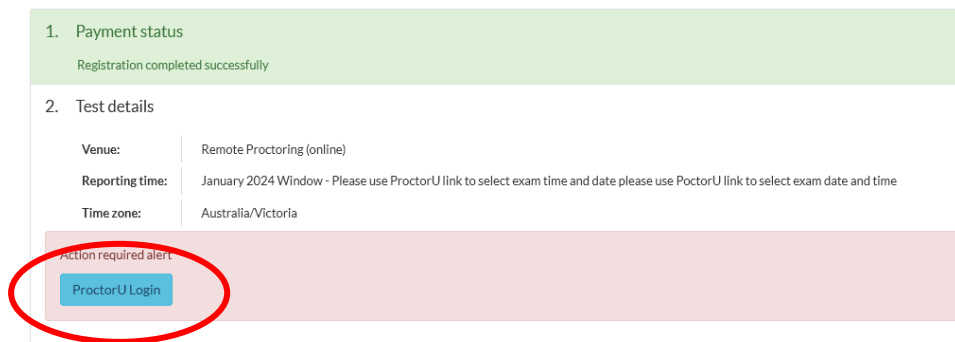 1. Payment status
Registration completed successfully
2. Test details
Venue: Remote Proctoring (online)
Reporting time: January 2024 Window - Please use ProctorU link to select exam time and date please use PoctorU link to select exam date and time
Time zone: Australia/Victoria
Action required alert
ProctorU Login